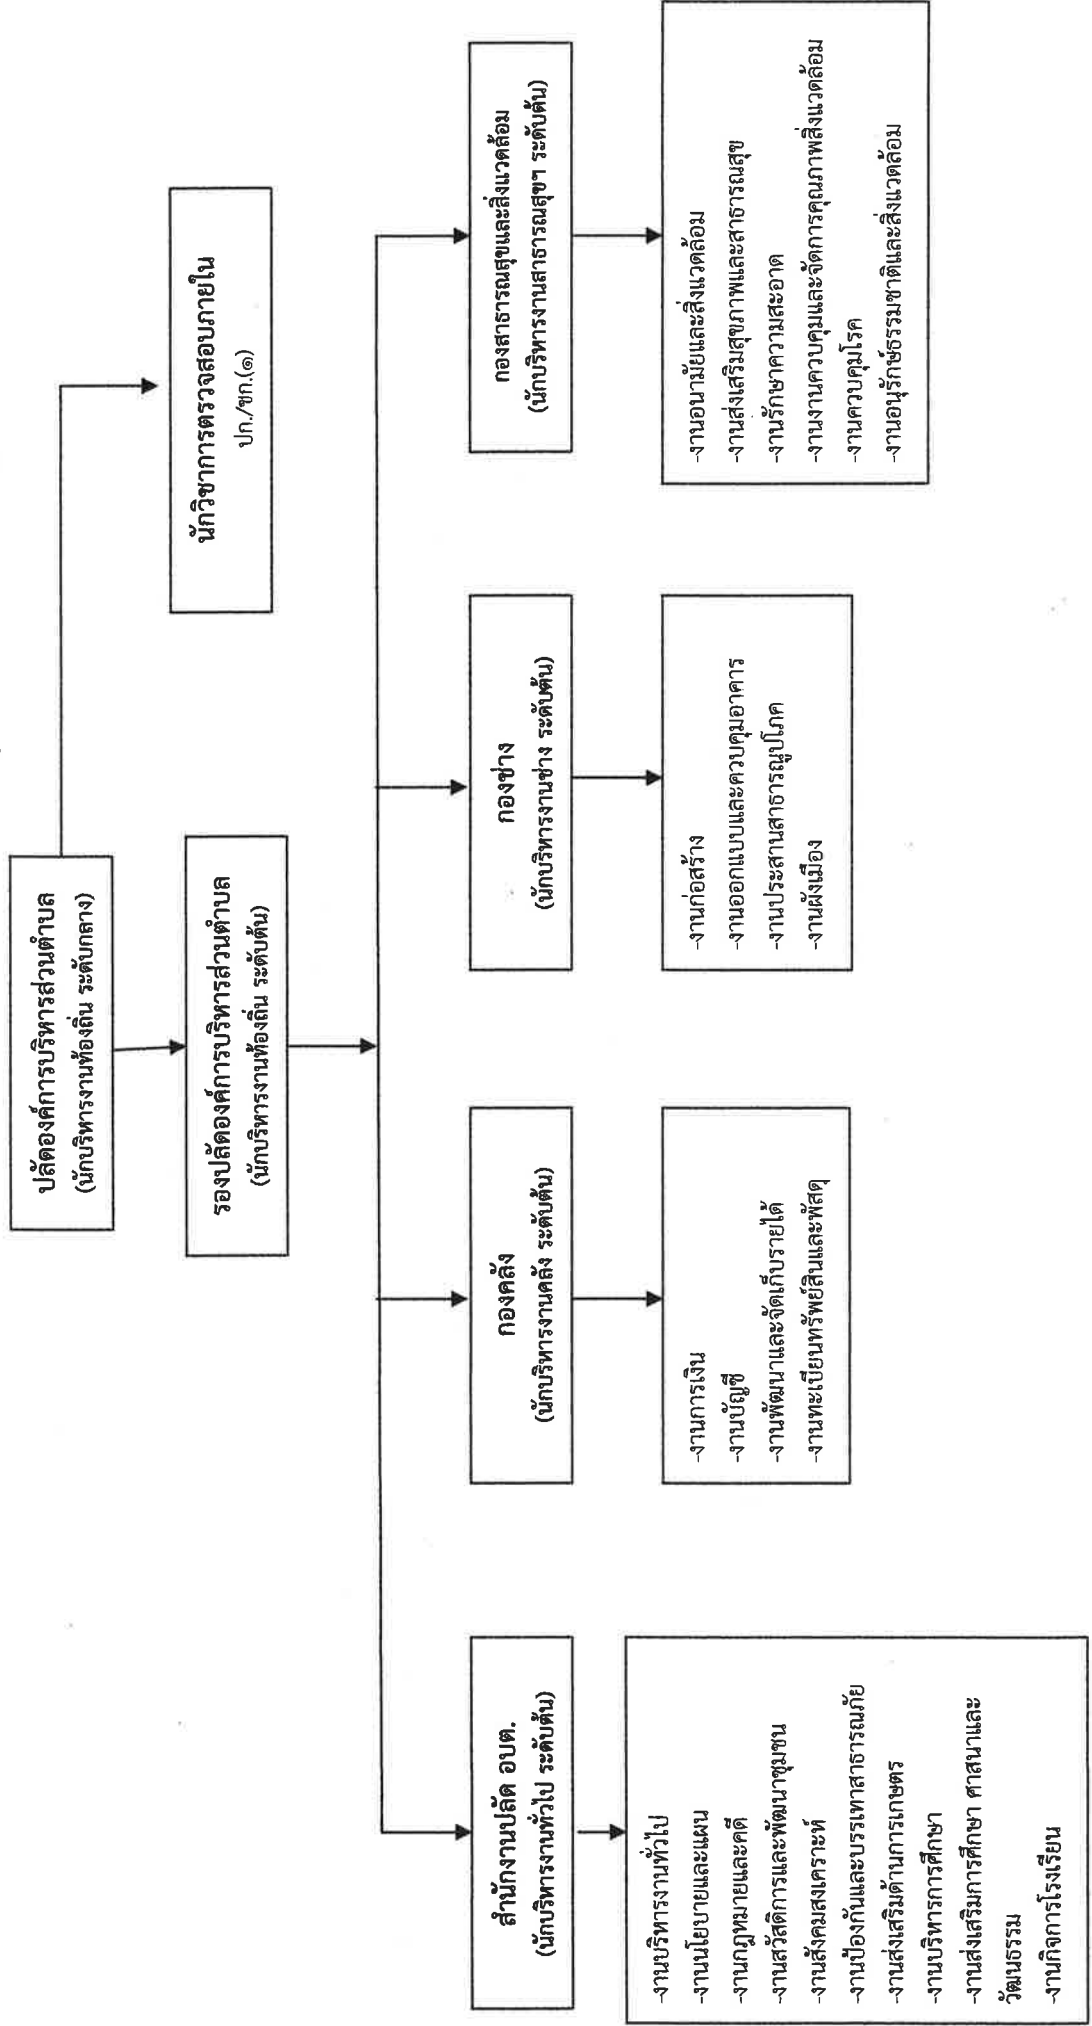 ปลัดองค์การบริหารส่วนตำบล
(นักบริหารงานท้องถิ่น ระดับกลาง)
นักวิชาการตรวจสอบภายใน
ปก./ชก.(๑)
รองปลัดองค์การบริหารส่วนตำบล
(นักบริหารงานท้องถิ่น ระดับต้น)
สำนักงานปลัด อบต.
(นักบริหารงานทั่วไป ระดับต้น)
กองคลัง
(นักบริหารงานคลัง ระดับต้น)
กองช่าง
(นักบริหารงานช่าง ระดับต้น)
กองสาธารณสุขและสิ่งแวดล้อม
(นักบริหารงานสาธารณสุขฯ ระดับต้น)
-งานบริหารงานทั่วไป
-งานนโยบายและแผน
-งานกฎหมายและคดี
-งานสวัสดิการและพัฒนาชุมชน
-งานสังคมสงเคราะห์
-งานป้องกันและบรรเทาสาธารณภัย
-งานส่งเสริมด้านการเกษตร
-งานบริหารการศึกษา
-งานส่งเสริมการศึกษา ศาสนาและ
วัฒนธรรม
-งานกิจการโรงเรียน
-งานการเงิน
-งานบัญชี
-งานพัฒนาและจัดเก็บรายได้
-งานทะเบียนทรัพย์สินและพัสดุ
-งานก่อสร้าง
-งานออกแบบและควบคุมอาคาร
-งานประสานสาธารณูปโภค
-งานผังเมือง
-งานอนามัยและสิ่งแวดล้อม
-งานส่งเสริมสุขภาพและสาธารณสุข
-งานรักษาความสะอาด
-งานงานควบคุมและจัดการคุณภาพสิ่งแวดล้อม
-งานควบคุมโรค
-งานอนุรักษ์ธรรมชาติและสิ่งแวดล้อม